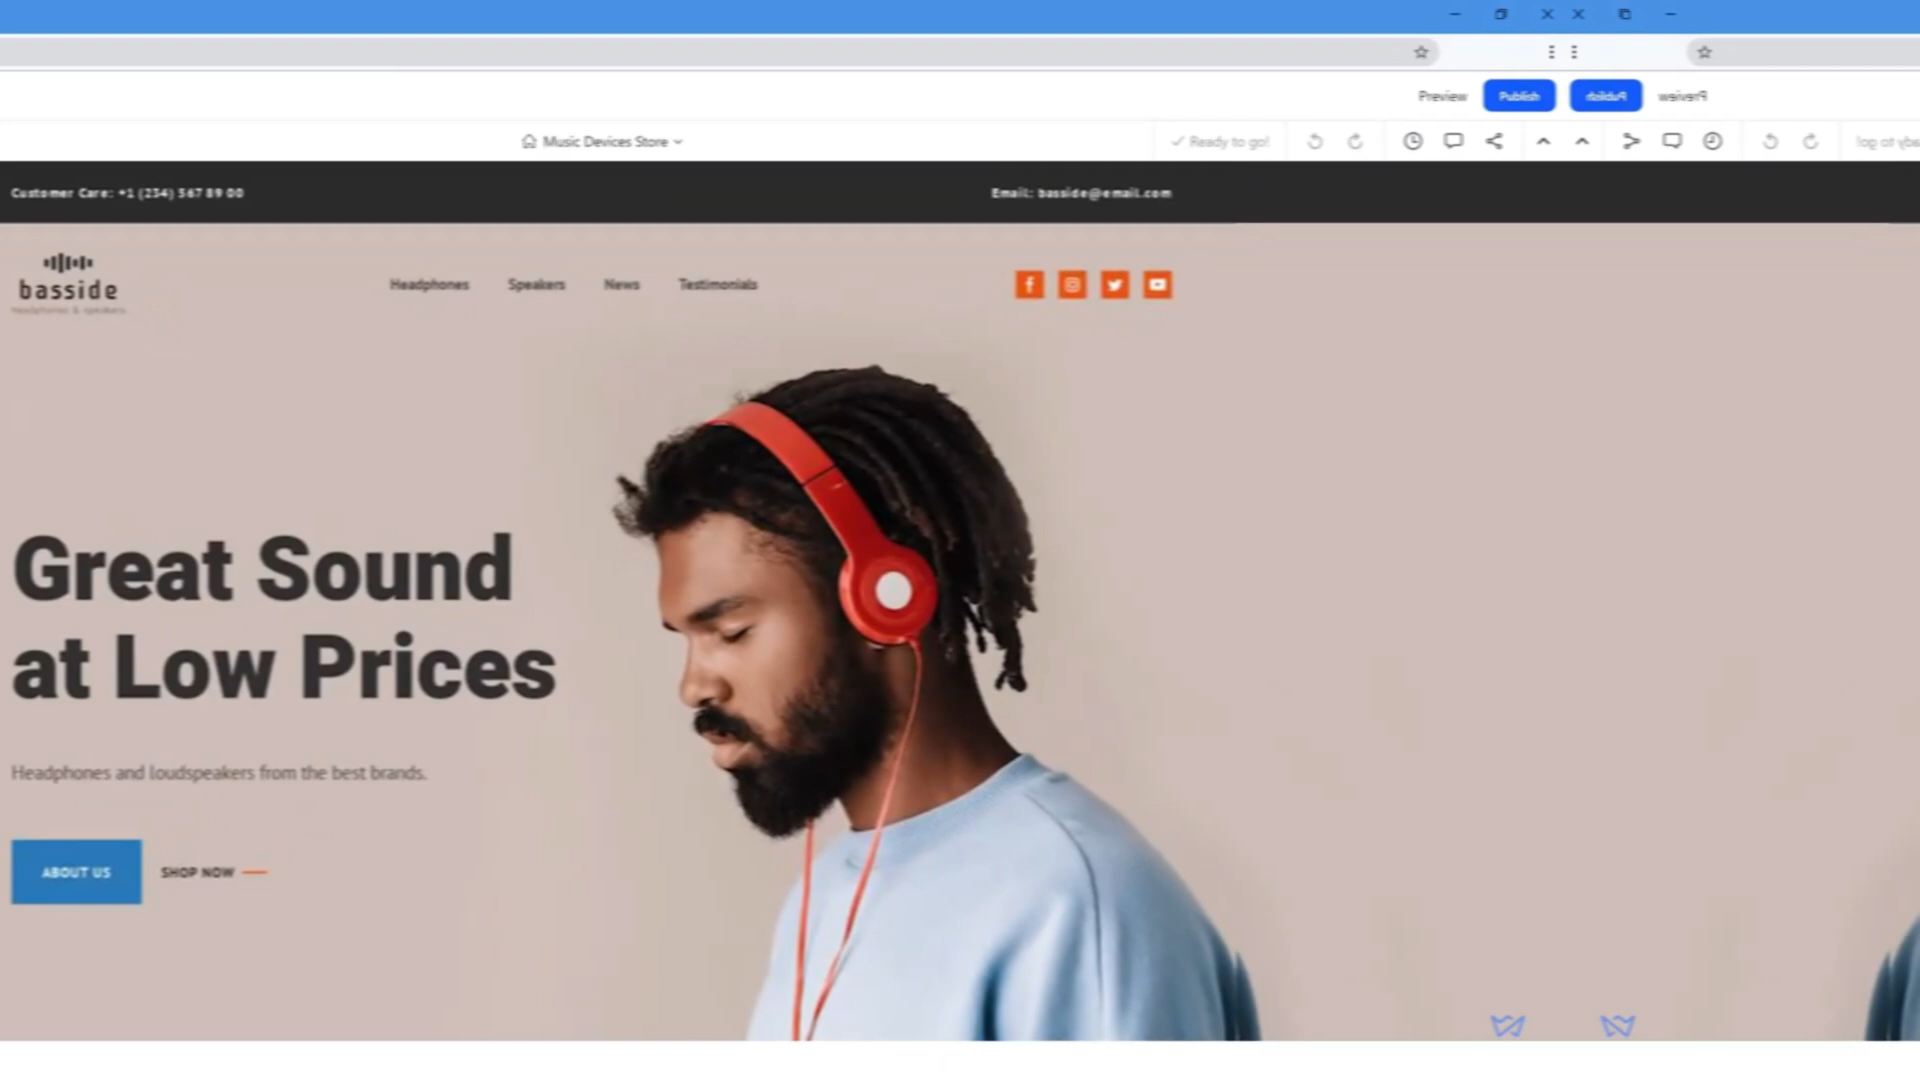 Preview
Publish
Music Devices Store
Ready to go!
Customer Care: +1 (234) 567 89 00
Email: basside@email.com
basside
headphones & speakers
Headphones
Speakers
News
Testimonials
Great Sound
at Low Prices
Headphones and loudspeakers from the best brands.
ABOUT US
SHOP NOW